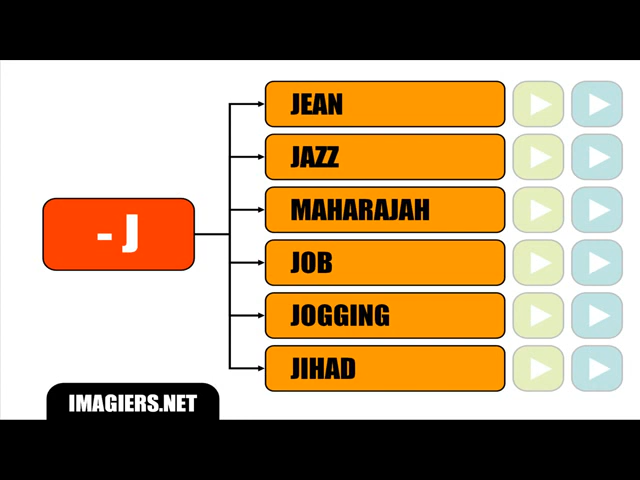 JEAN
JAZZ
MAHARAJAH
- J
JOB
JOGGING
JIHAD
IMAGIERS.NET